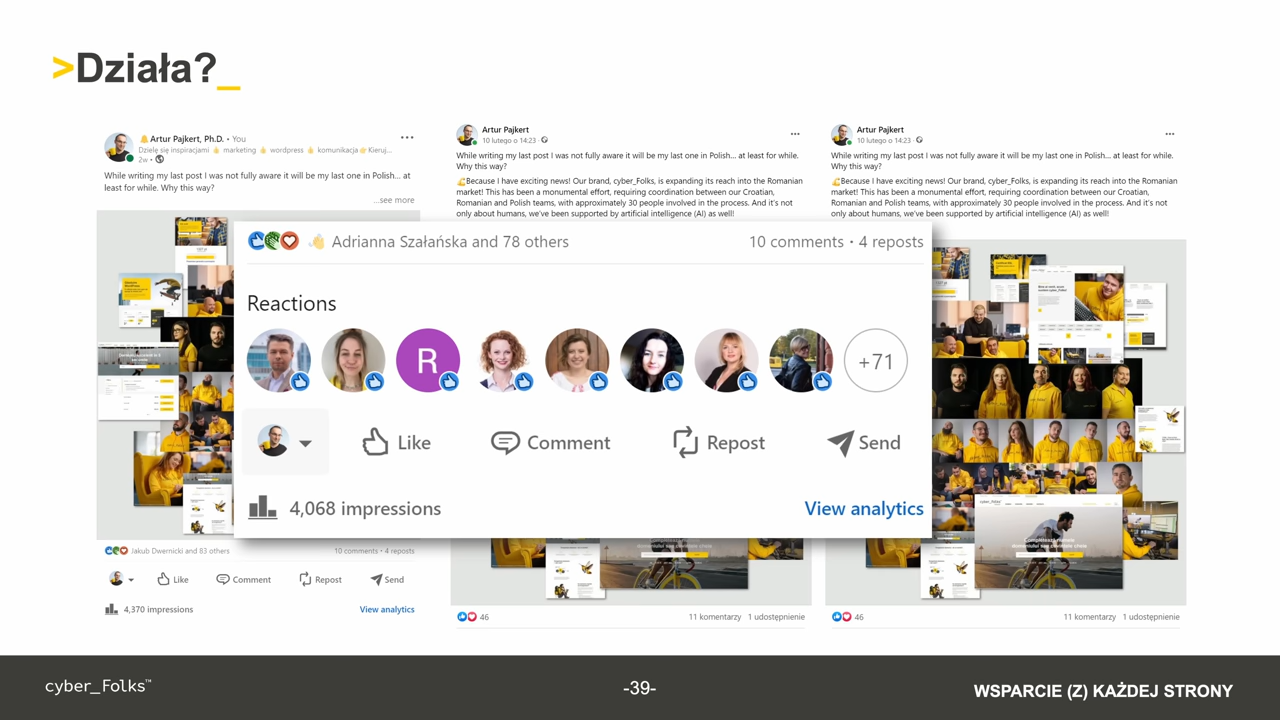 >Działa?_
Artur Pajkert, Ph.D. • You
Dzielę się inspiracjami 👍 marketing 👍 wordpress 👍 komunikacja 👉 Kieruj...
2w •
While writing my last post I was not fully aware it will be my last one in Polish... at
least for while. Why this way?
...see more
Artur Pajkert
10 lutego o 14:23 ·
While writing my last post I was not fully aware it will be my last one in Polish... at least for while.
Why this way?
💪Because I have exciting news! Our brand, cyber_Folks, is expanding its reach into the Romanian
market! This has been a monumental effort, requiring coordination between our Croatian,
Romanian and Polish teams, with approximately 30 people involved in the process. And it's not
only about humans, we've been supported by artificial intelligence (AI) as well!
Artur Pajkert
10 lutego o 14:23 ·
While writing my last post I was not fully aware it will be my last one in Polish... at least for while.
Why this way?
💪Because I have exciting news! Our brand, cyber_Folks, is expanding its reach into the Romanian
market! This has been a monumental effort, requiring coordination between our Croatian,
Romanian and Polish teams, with approximately 30 people involved in the process. And it's not
only about humans, we've been supported by artificial intelligence (AI) as well!
Adrianna Szałańska and 78 others
10 comments • 4 reposts
Reactions
R
+71
Like
Comment
Repost
Send
4,068 impressions
View analytics
Jakub Dwernicki and 83 others
10 comments • 4 reposts
Like
Comment
Repost
Send
4,370 impressions
View analytics
46
11 komentarzy
1 udostępnienie
46
11 komentarzy
1 udostępnienie
cyber_Folks™
-39-
WSPARCIE (Z) KAŻDEJ STRONY